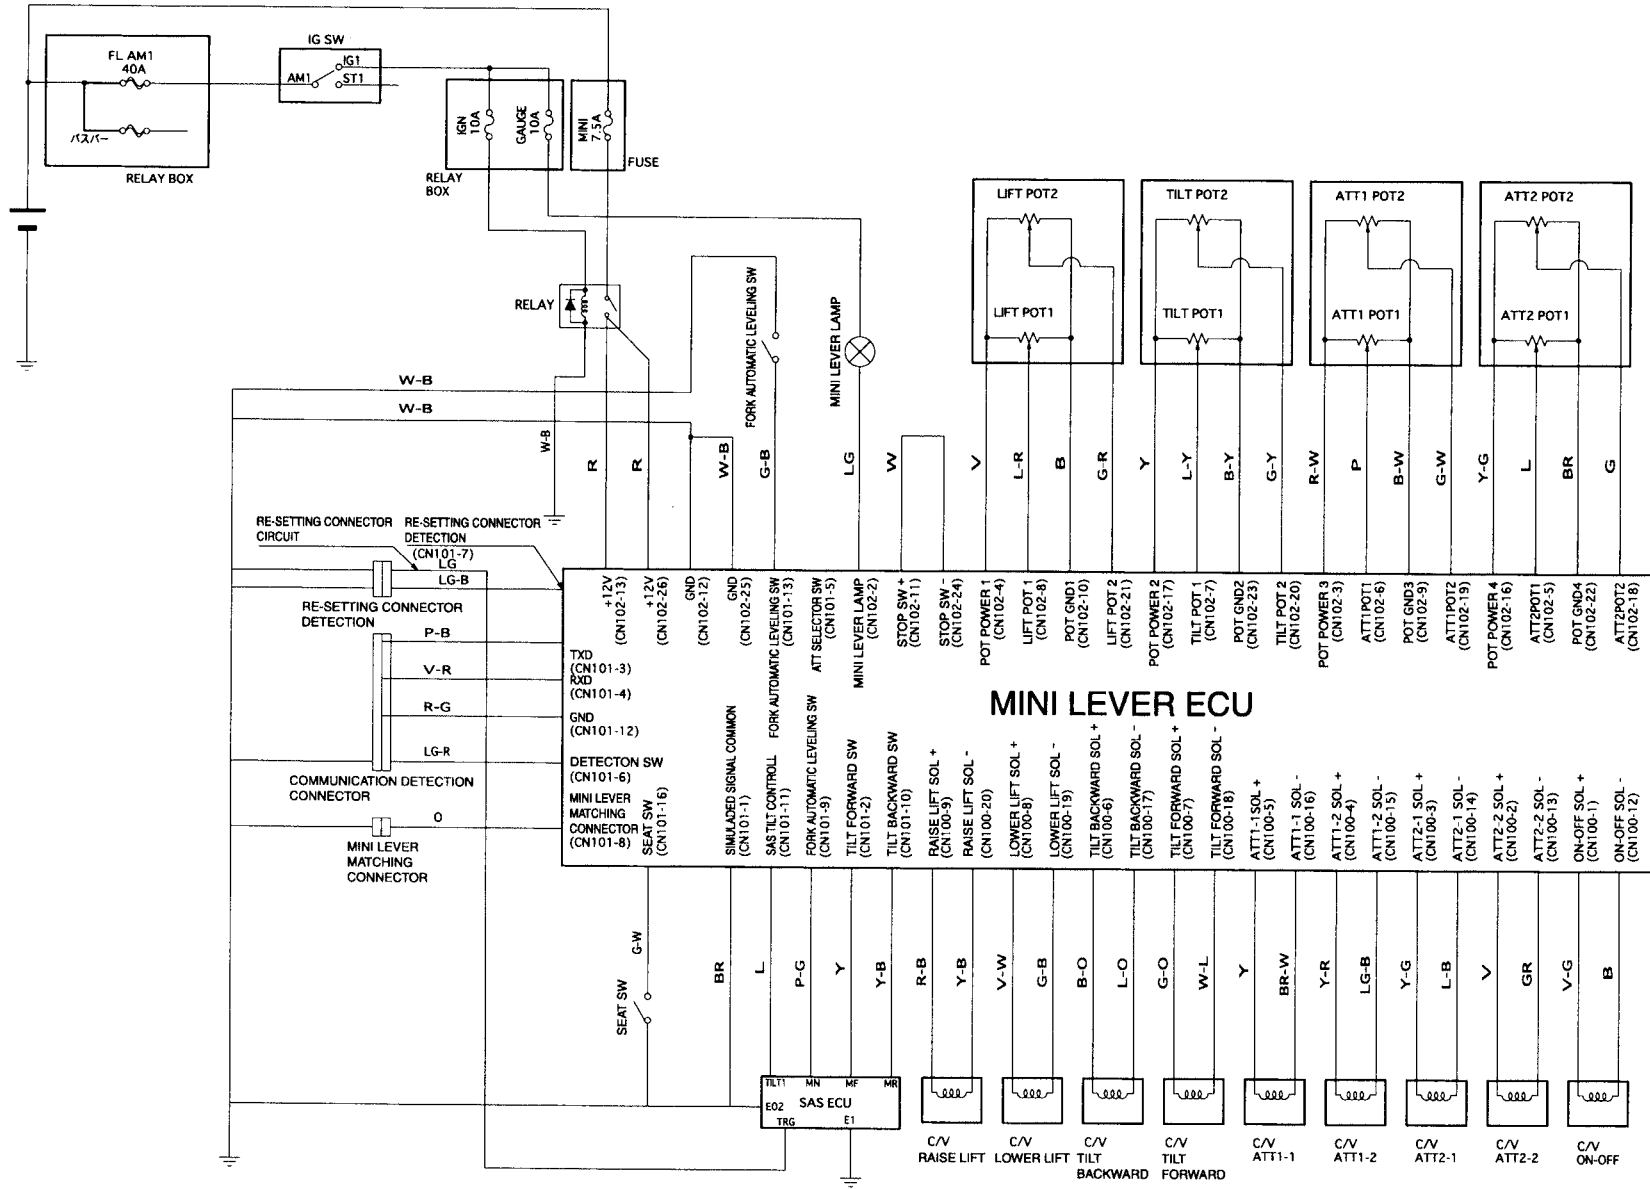 FL AM1
40A
バスバー
RELAY BOX
IG SW
AM1
IG1
ST1
IGN
10A
GAUGE
10A
RELAY
BOX
MINI
7.5A
FUSE
RELAY
FORK AUTOMATIC LEVELING SW
MINI LEVER LAMP
LIFT POT2
LIFT POT1
TILT POT2
TILT POT1
ATT1 POT2
ATT1 POT1
ATT2 POT2
ATT2 POT1
W-B
W-B
W-B
R
R
W-B
G-B
LG
W
V
L-R
B
G-R
Y
L-Y
B-Y
G-Y
R-W
P
B-W
G-W
Y-G
L
BR
G
RE-SETTING CONNECTOR
CIRCUIT
RE-SETTING CONNECTOR
DETECTION
(CN101-7)
LG
LG-B
RE-SETTING CONNECTOR
DETECTION
P-B
V-R
R-G
LG-R
COMMUNICATION DETECTION
CONNECTOR
O
MINI LEVER
MATCHING
CONNECTOR
+12V
(CN102-13)
+12V
(CN102-26)
GND
(CN102-12)
GND
(CN102-25)
FORK AUTOMATIC LEVELING SW
(CN101-13)
ATT SELECTOR SW
(CN101-5)
MINI LEVER LAMP
(CN102-2)
STOP SW +
(CN102-11)
STOP SW -
(CN102-24)
POT POWER 1
(CN102-4)
LIFT POT 1
(CN102-8)
POT GND1
(CN102-10)
LIFT POT 2
(CN102-21)
POT POWER 2
(CN102-17)
TILT POT 1
(CN102-7)
POT GND2
(CN102-23)
TILT POT 2
(CN102-20)
POT POWER 3
(CN102-3)
ATT1POT1
(CN102-6)
POT GND3
(CN102-9)
ATT1POT2
(CN102-19)
POT POWER 4
(CN102-16)
ATT2POT1
(CN102-5)
POT GND4
(CN102-22)
ATT2POT2
(CN102-18)
TXD
(CN101-3)
RXD
(CN101-4)
GND
(CN101-12)
DETECTON SW
(CN101-6)
MINI LEVER
MATCHING
CONNECTOR
(CN101-8)
MINI LEVER ECU
SEAT SW
(CN101-16)
SIMULADED SIGNAL COMMON
(CN101-1)
SAS TILT CONTROLL
(CN101-11)
FORK AUTOMATIC LEVELING SW
(CN101-9)
TILT FORWARD SW
(CN101-2)
TILT BACKWARD SW
(CN101-10)
RAISE LIFT SOL +
(CN100-9)
RAISE LIFT SOL -
(CN100-20)
LOWER LIFT SOL +
(CN100-8)
LOWER LIFT SOL -
(CN100-19)
TILT BACKWARD SOL +
(CN100-6)
TILT BACKWARD SOL -
(CN100-17)
TILT FORWARD SOL +
(CN100-7)
TILT FORWARD SOL -
(CN100-18)
ATT1-1SOL +
(CN100-5)
ATT1-1 SOL -
(CN100-16)
ATT1-2 SOL +
(CN100-4)
ATT1-2 SOL -
(CN100-15)
ATT2-1 SOL +
(CN100-3)
ATT2-1 SOL -
(CN100-14)
ATT2-2 SOL +
(CN100-2)
ATT2-2 SOL -
(CN100-13)
ON-OFF SOL +
(CN100-1)
ON-OFF SOL -
(CN100-12)
G-W
SEAT SW
BR
L
P-G
Y
Y-B
R-B
Y-B
V-W
G-B
B-O
L-O
G-O
W-L
Y
BR-W
Y-R
LG-B
Y-G
L-B
V
GR
V-G
B
TILT1
MN
MF
MR
SAS ECU
EO2
TRG
E1
C/V
RAISE LIFT
C/V
LOWER LIFT
C/V
TILT
BACKWARD
C/V
TILT
FORWARD
C/V
ATT1-1
C/V
ATT1-2
C/V
ATT2-1
C/V
ATT2-2
C/V
ON-OFF